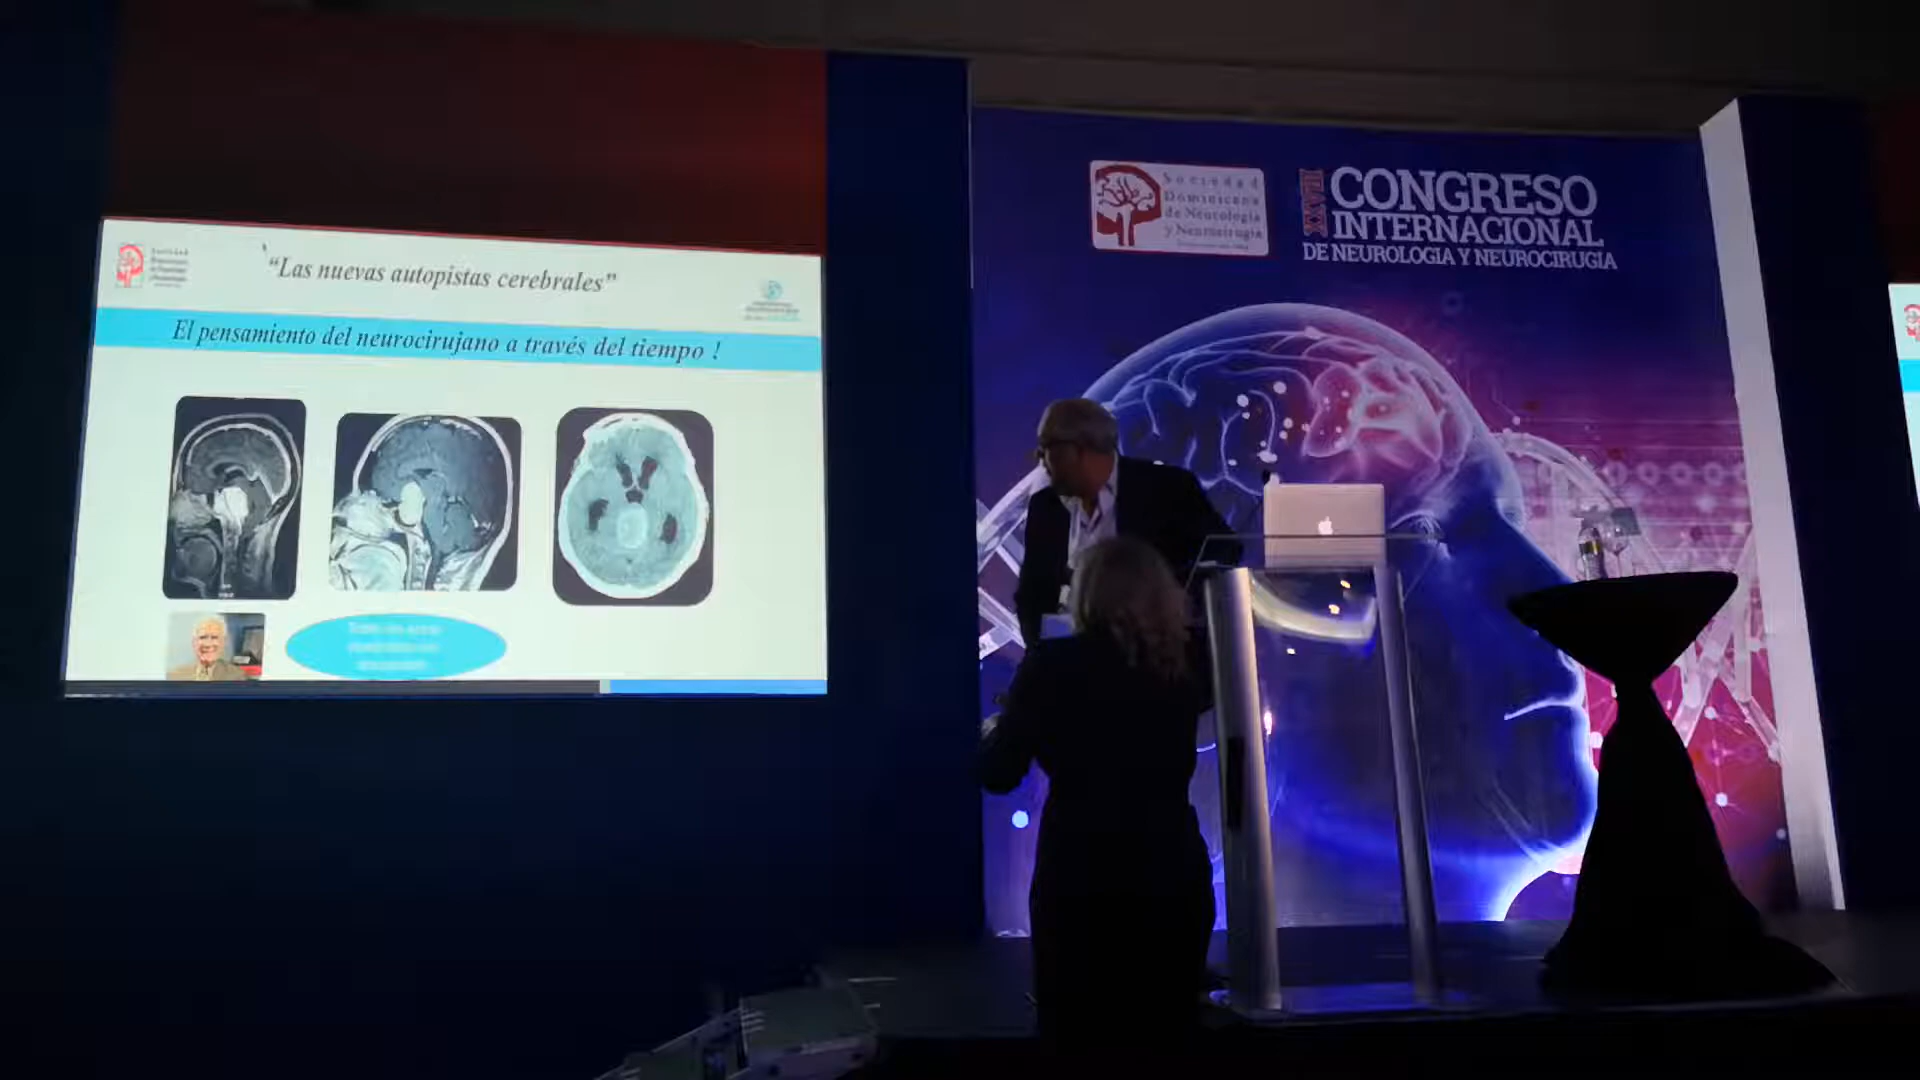 “Las nuevas autopistas cerebrales”
El pensamiento del neurocirujano a través del tiempo !
Sociedad
Dominicana
de Neurología
y Neurocirugía
CONGRESO
INTERNACIONAL
DE NEUROLOGIA Y NEUROCIRUGIA